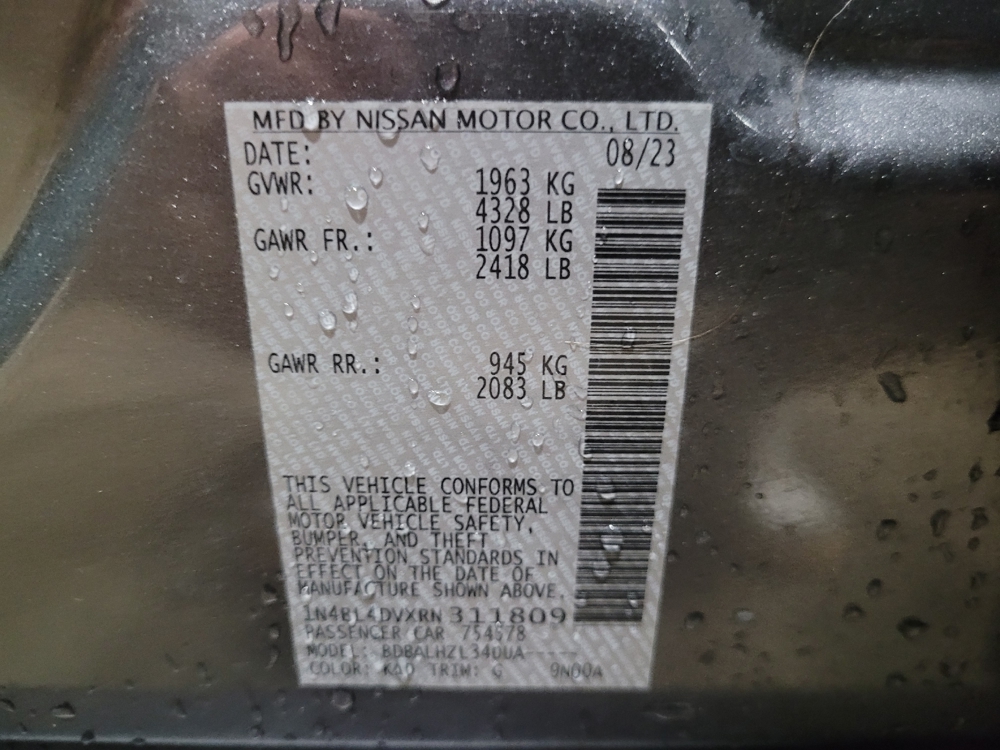 MFD BY NISSAN MOTOR CO., LTD.
DATE: 08/23
GVWR: 1963 KG
4328 LB
GAWR FR.: 1097 KG
2418 LB
GAWR RR.: 945 KG
2083 LB
THIS VEHICLE CONFORMS TO
ALL APPLICABLE FEDERAL
MOTOR VEHICLE SAFETY,
BUMPER, AND THEFT
PREVENTION STANDARDS IN
EFFECT ON THE DATE OF
MANUFACTURE SHOWN ABOVE.
1N4BL4DVXRN311809
PASSENGER CAR 754578
MODEL: BDBALHZL34DUA-----
COLOR: TRIM: G